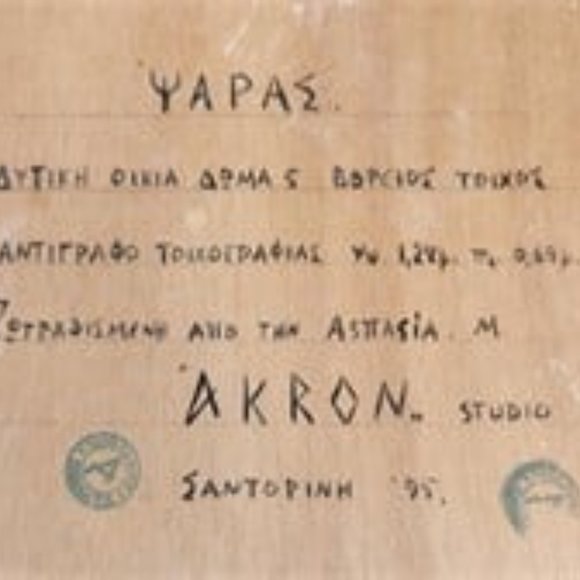 ΨΑΡΑΣ.
ΔΥΤΙΚΗ ΟΙΚΙΑ ΔΩΜΑ 5 ΒΟΡΕΙΟΣ ΤΟΙΧΟΣ
ΑΝΤΙΓΡΑΦΟ ΤΟΙΧΟΓΡΑΦΙΑΣ
ΖΩΓΡΑΦΙΣΜΕΝΗ ΑΠΟ ΤΗΝ ΑΣΠΑΣΙΑ. Μ
AKRON. STUDIO
ΣΑΝΤΟΡΙΝΗ '95.